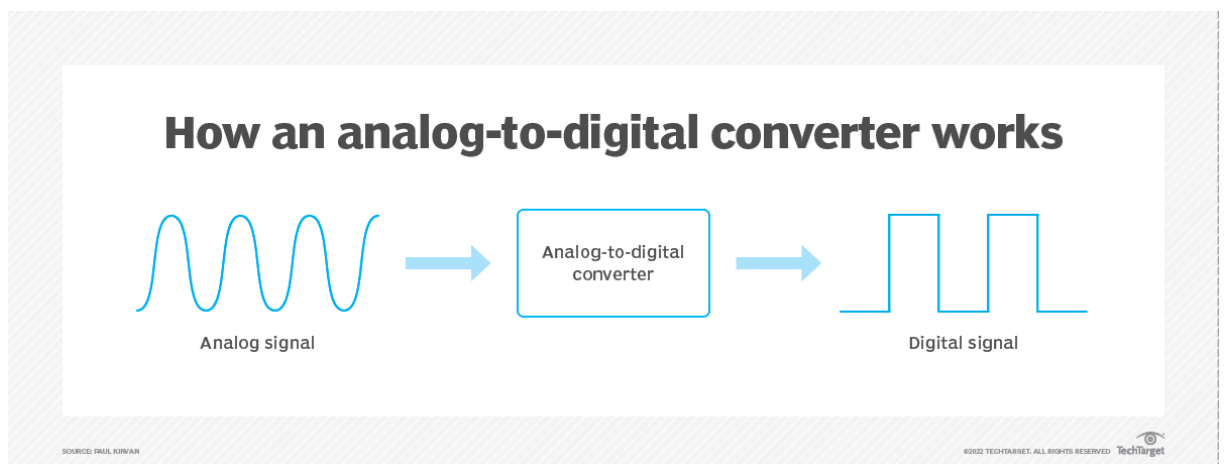 How an analog-to-digital converter works
Analog-to-digital
converter
Analog signal
Digital signal
SOURCE: PAUL KIRVAN
©2022 TECHTARGET. ALL RIGHTS RESERVED TechTarget